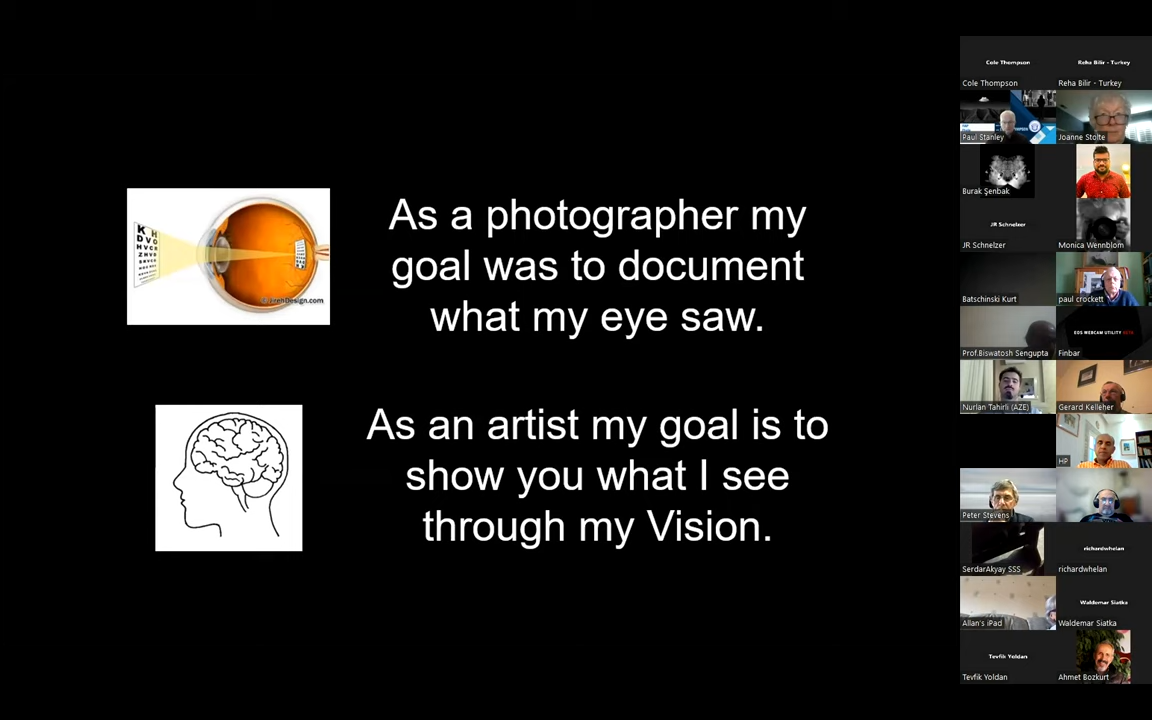 As a photographer my
goal was to document
what my eye saw.
As an artist my goal is to
show you what I see
through my Vision.
Cole Thompson
Cole Thompson
Reha Bilir - Turkey
Reha Bilir - Turkey
Paul Stanley
Joanne Stolte
Burak Şenbak
JR Schnelzer
JR Schnelzer
Monica Wennblom
Batschinski Kurt
paul crockett
Prof.Biswatosh Sengupta
EOS WEBCAM UTILITY
Finbar
Nurlan Tahirli (AZE)
Gerard Kelleher
HP
Peter Stevens
SerdarAkyay SSS
richardwhelan
richardwhelan
Allan's iPad
Waldemar Siatka
Waldemar Siatka
Tevfik Yoldan
Tevfik Yoldan
Ahmet Bozkurt